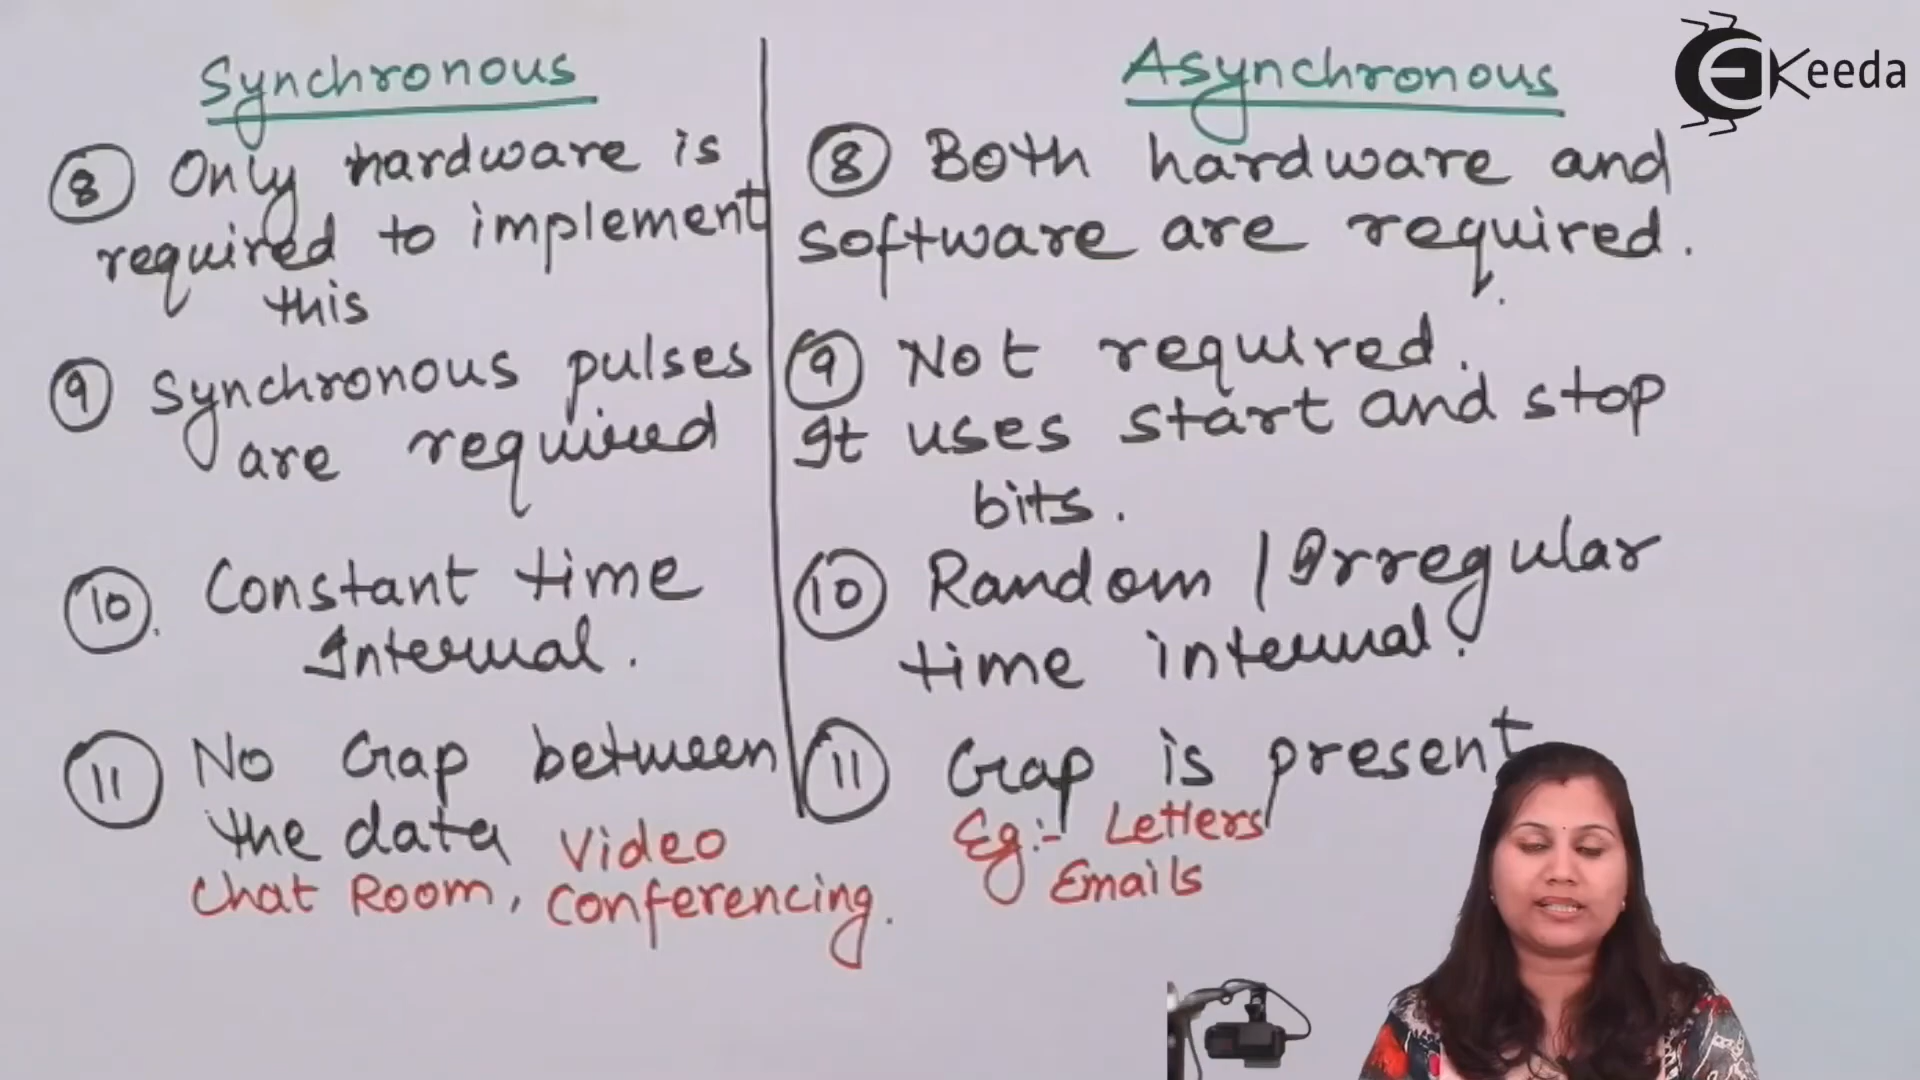 Synchronous
⑧ Only hardware is
required to implement
this
⑨ Synchronous pulses
are required
⑩. Constant time
Interval.
⑪ No Gap between
the data Video
Chat Room, Conferencing.
Asynchronous
⑧ Both hardware and
software are required.
⑨ Not required.
It uses start and stop
bits.
⑩ Random / Irregular
time interval.
⑪ Gap is present
Eg:- Letters
Emails
EKeeda